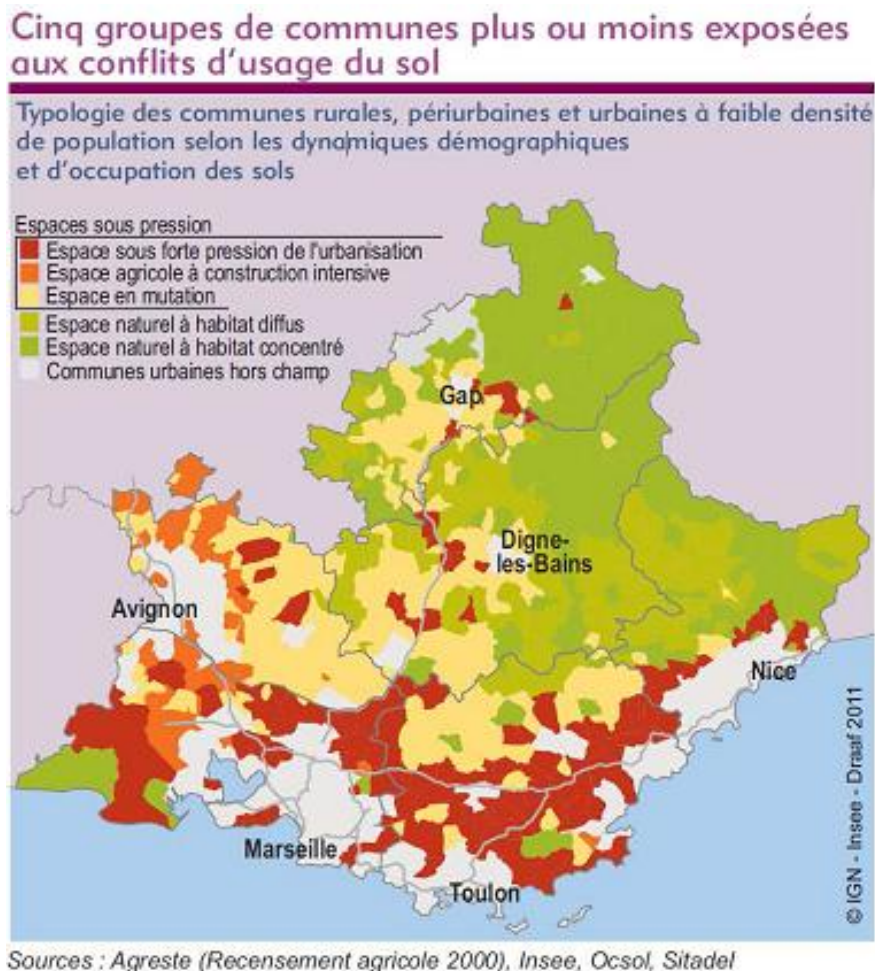 Cinq groupes de communes plus ou moins exposées
aux conflits d'usage du sol
Typologie des communes rurales, périurbaines et urbaines à faible densité
de population selon les dynamiques démographiques
et d'occupation des sols
Espaces sous pression
Espace sous forte pression de l'urbanisation
Espace agricole à construction intensive
Espace en mutation
Espace naturel à habitat diffus
Espace naturel à habitat concentré
Communes urbaines hors champ
Gap
Digne-
les-Bains
Avignon
Nice
Marseille
Toulon
© IGN - Insee - Draaf 2011
Sources : Agreste (Recensement agricole 2000), Insee, Ocsol, Sitadel